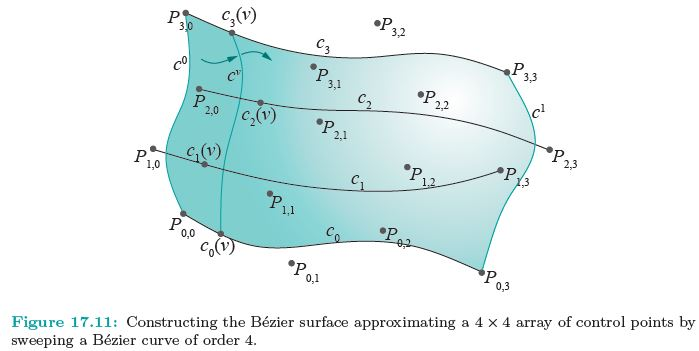 P3,0
c3(v)
P3,2
c3
c0
cv
P3,1
P3,3
P2,0
c2(v)
c2
P2,2
c1
P2,1
P1,0
c1(v)
P2,3
c1
P1,2
P1,3
P1,1
P0,0
c0(v)
c0
P0,2
P0,1
P0,3
Figure 17.11: Constructing the Bézier surface approximating a 4 × 4 array of control points by
sweeping a Bézier curve of order 4.